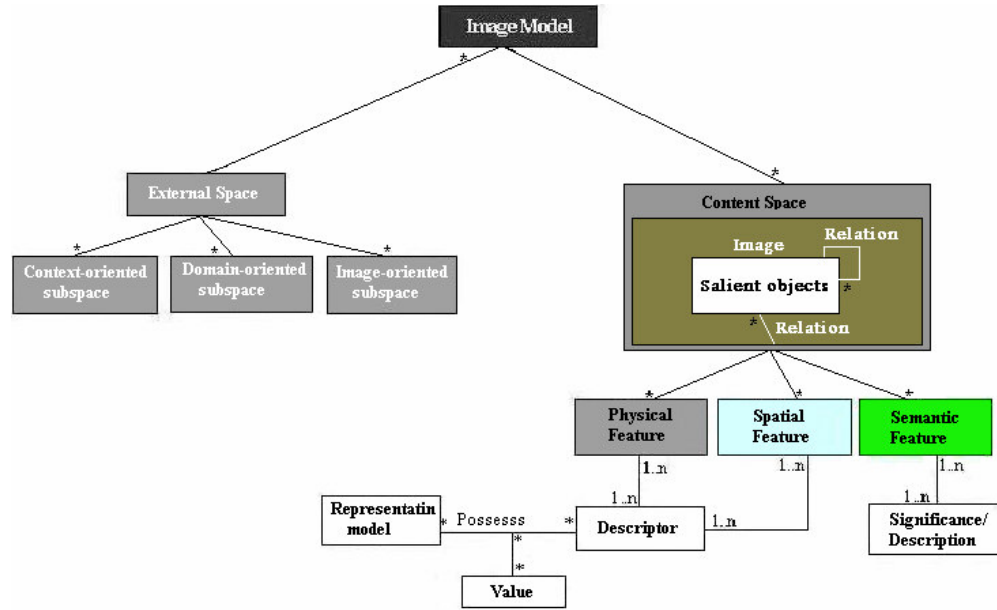 Image Model
*
*
External Space
Content Space
Image
Relation
Salient objects
*
*
Relation
*
*
*
Context-oriented
subspace
Domain-oriented
subspace
Image-oriented
subspace
*
*
*
Physical
Feature
Spatial
Feature
Semantic
Feature
1..n
1..n
1..n
1..n
1..n
1..n
Representatin
model
*
Possesss
*
*
Descriptor
Significance/
Description
*
Value